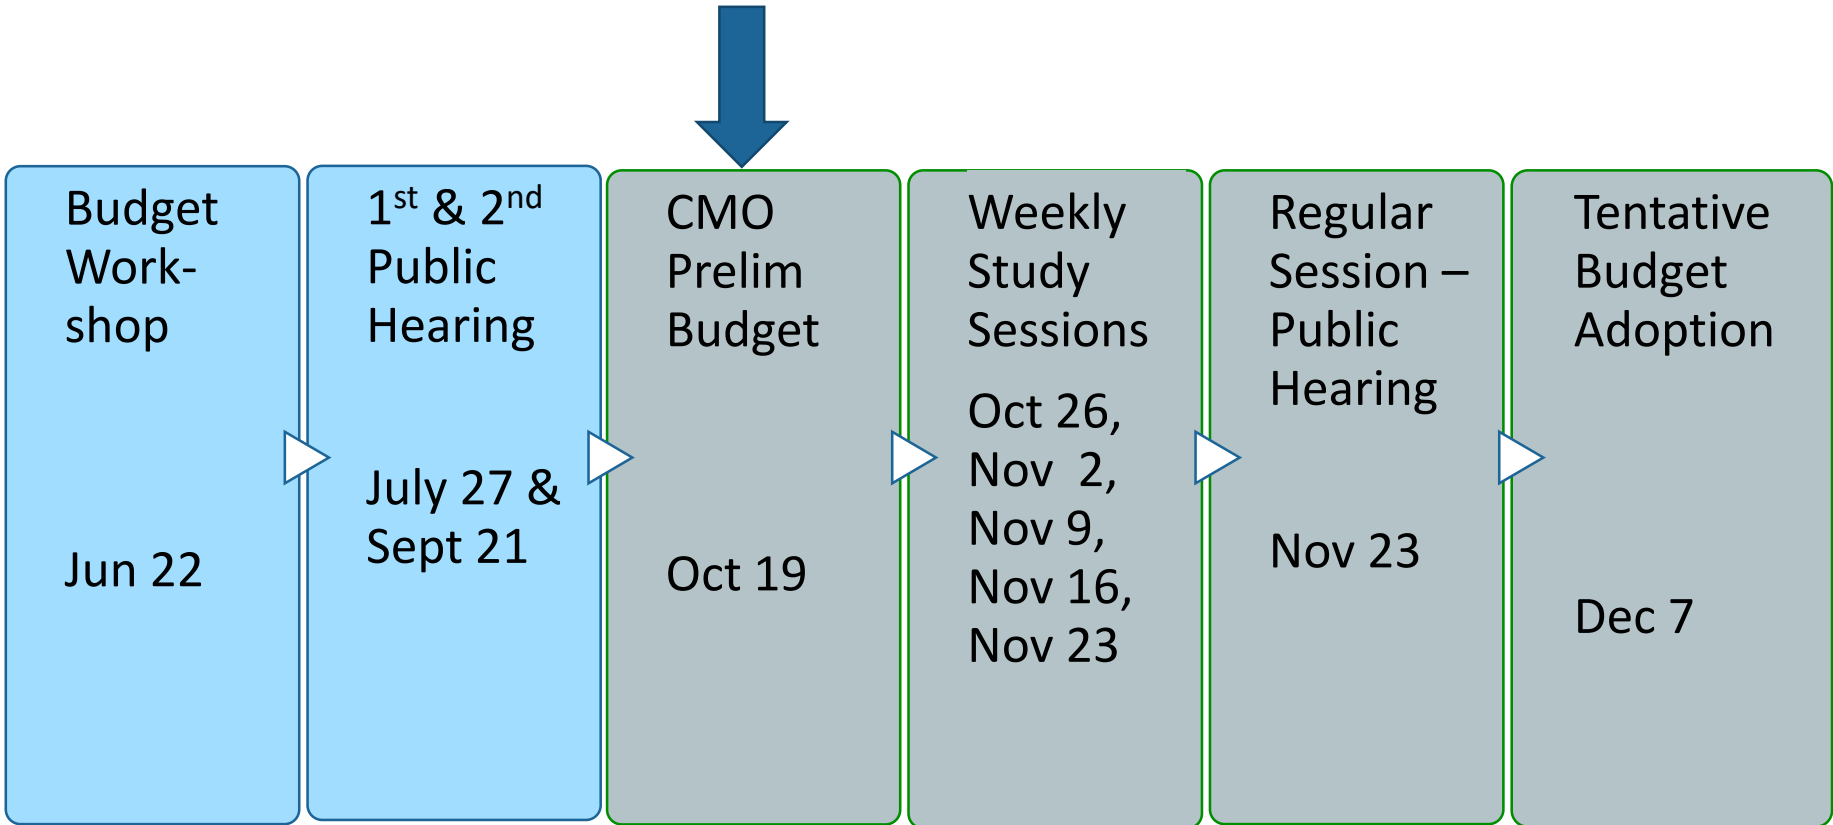 Budget
Work-
shop
Jun 22
1st & 2nd
Public
Hearing
July 27 &
Sept 21
CMO
Prelim
Budget
Oct 19
Weekly
Study
Sessions
Oct 26,
Nov  2,
Nov 9,
Nov 16,
Nov 23
Regular
Session –
Public
Hearing
Nov 23
Tentative
Budget
Adoption
Dec 7